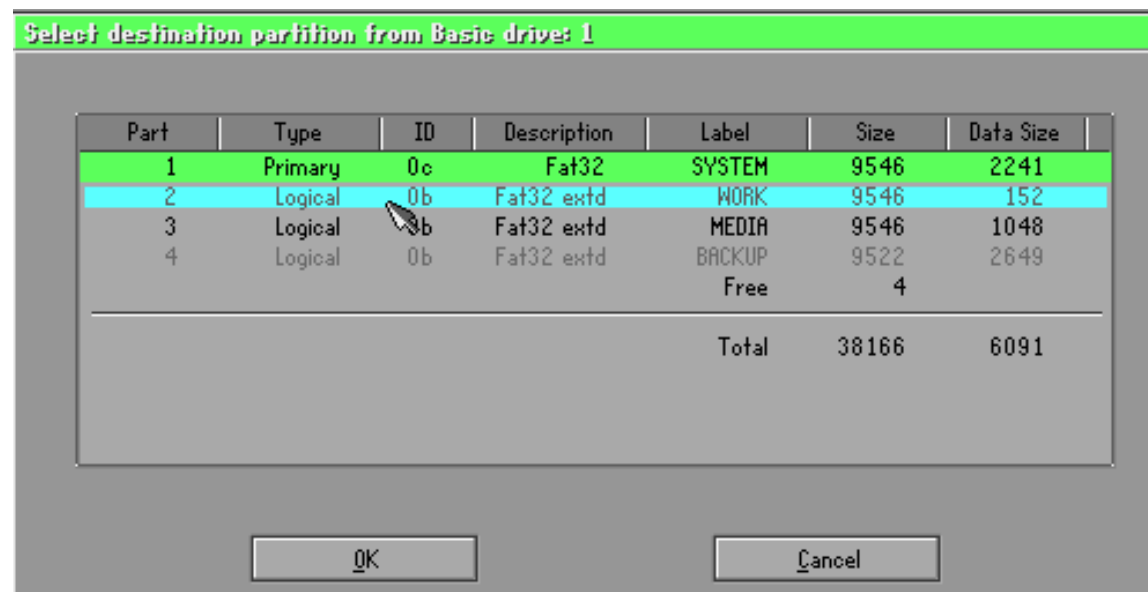 Select destination partition from Basic drive: 1
Part Type ID Description Label Size Data Size
1 Primary 0c Fat32 SYSTEM 9546 2241
2 Logical 0b Fat32 extd WORK 9546 152
3 Logical 0b Fat32 extd MEDIA 9546 1048
4 Logical 0b Fat32 extd BACKUP 9522 2649
Free 4
Total 38166 6091
OK Cancel